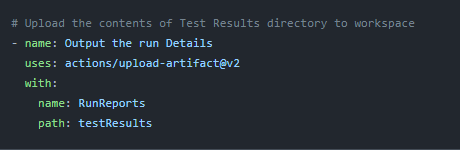 # Upload the contents of Test Results directory to workspace
- name: Output the run Details
uses: actions/upload-artifact@v2
with:
name: RunReports
path: testResults